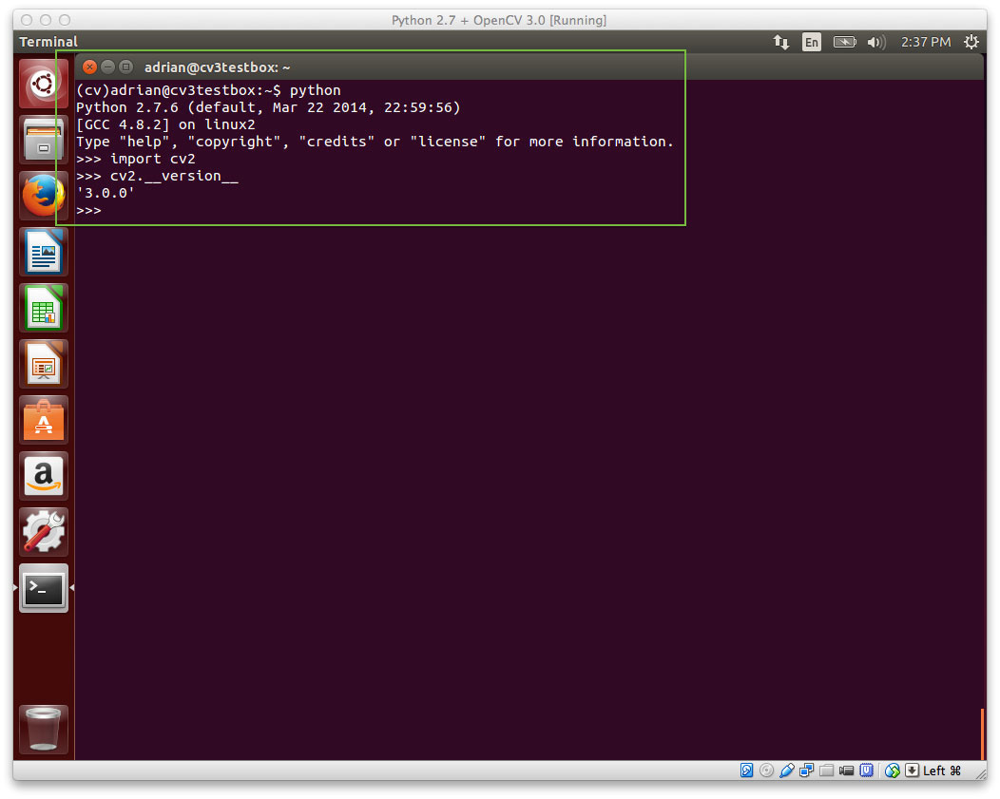 Python 2.7 + OpenCV 3.0 [Running]
Terminal
En
2:37 PM
adrian@cv3testbox: ~
(cv)adrian@cv3testbox:~$ python
Python 2.7.6 (default, Mar 22 2014, 22:59:56)
[GCC 4.8.2] on linux2
Type "help", "copyright", "credits" or "license" for more information.
>>> import cv2
>>> cv2.__version__
'3.0.0'
>>>
A
a
>_
Left ⌘